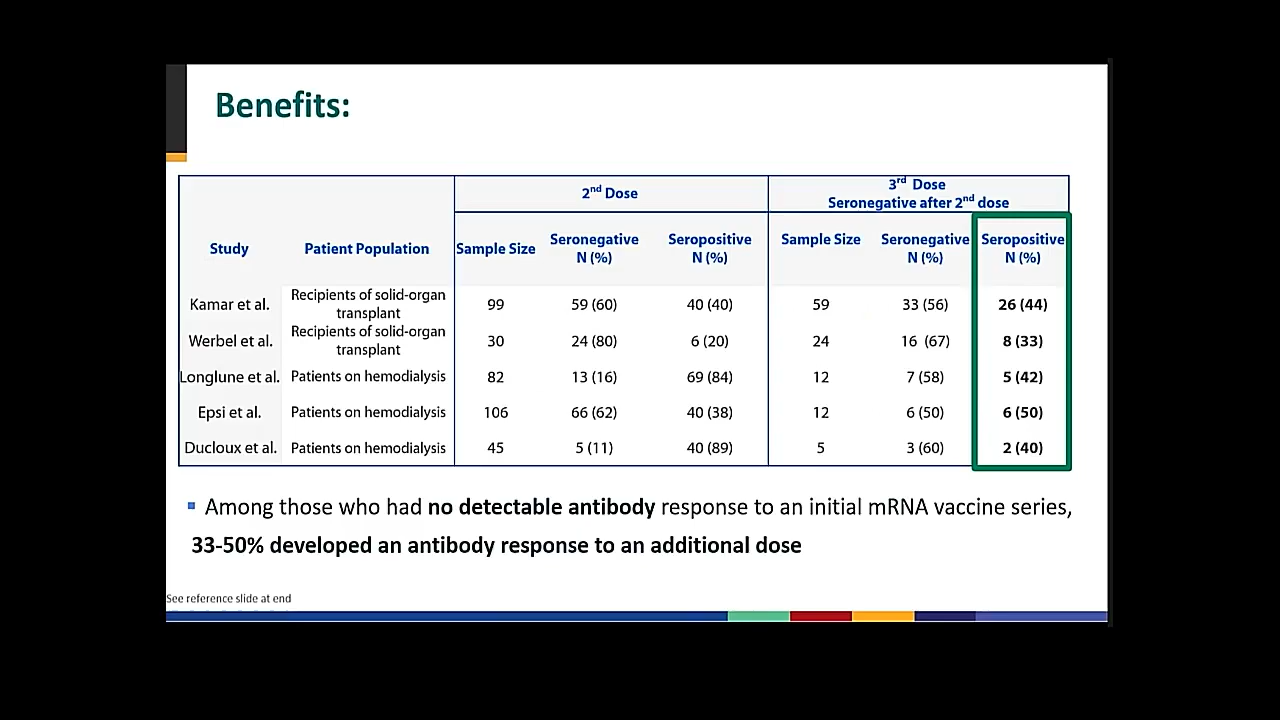 Benefits:
2nd Dose
3rd Dose
Seronegative after 2nd dose
Study Patient Population Sample Size Seronegative N (%) Seropositive N (%) Sample Size Seronegative N (%) Seropositive N (%)
Kamar et al. Recipients of solid-organ transplant 99 59 (60) 40 (40) 59 33 (56) 26 (44)
Werbel et al. Recipients of solid-organ transplant 30 24 (80) 6 (20) 24 16 (67) 8 (33)
Longlune et al. Patients on hemodialysis 82 13 (16) 69 (84) 12 7 (58) 5 (42)
Epsi et al. Patients on hemodialysis 106 66 (62) 40 (38) 12 6 (50) 6 (50)
Ducloux et al. Patients on hemodialysis 45 5 (11) 40 (89) 5 3 (60) 2 (40)
▪ Among those who had no detectable antibody response to an initial mRNA vaccine series,
33-50% developed an antibody response to an additional dose
See reference slide at end